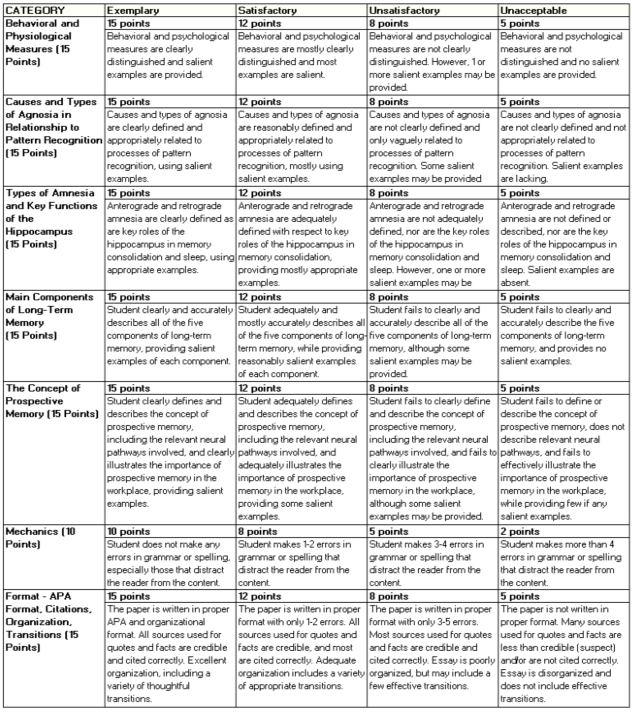 CATEGORY
Exemplary
Satisfactory
Unsatisfactory
Unacceptable
Behavioral and
Physiological
Measures (15
Points)
15 points
Behavioral and psychological
measures are clearly
distinguished and salient
examples are provided.
12 points
Behavioral and psychological
measures are mostly clearly
distinguished and most
examples are salient.
8 points
Behavioral and psychological
measures are not clearly
distinguished. However, 1 or
more salient examples may be
provided.
5 points
Behavioral and psychological
measures are not
distinguished and no salient
examples are provided.
Causes and Types
of Agnosia in
Relationship to
Pattern Recognition
(15 Points)
15 points
Causes and types of agnosia
are clearly defined and
appropriately related to
processes of pattern
recognition, using salient
examples.
12 points
Causes and types of agnosia
are reasonably defined and
appropriately related to
processes of pattern
recognition, mostly using
salient examples.
8 points
Causes and types of agnosia
are not clearly defined and
only vaguely related to
processes of pattern
recognition. Some salient
examples may be provided
5 points
Causes and types of agnosia
are not clearly defined and not
appropriately related to
processes of pattern
recognition. Salient examples
are lacking.
Types of Amnesia
and Key Functions
of the
Hippocampus
(15 Points)
15 points
Anterograde and retrograde
amnesia are clearly defined as
are key roles of the
hippocampus in memory
consolidation and sleep, using
appropriate examples.
12 points
Anterograde and retrograde
amnesia are adequately
defined with respect to key
roles of the hippocampus in
memory consolidation,
providing mostly appropriate
examples.
8 points
Anterograde and retrograde
amnesia are not adequately
defined, nor are the key roles
of the hippocampus in
memory consolidation and
sleep. However, one or more
salient examples may be
5 points
Anterograde and retrograde
amnesia are not defined or
described, nor are the key
roles of the hippocampus in
memory consolidation and
sleep. Salient examples are
absent.
Main Components
of Long-Term
Memory
(15 Points)
15 points
Student clearly and accurately
describes all of the five
components of long-term
memory, providing salient
examples of each component.
12 points
Student adequately and
mostly accurately describes all
of the five components of long-
term memory, while providing
reasonably salient examples
of each component.
8 points
Student fails to clearly and
accurately describe all of the
five components of long-term
memory, although some
salient examples may be
provided.
5 points
Student fails to clearly and
accurately describe the five
components of long-term
memory, and provides no
salient examples.
The Concept of
Prospective
Memory (15 Points)
15 points
Student clearly defines and
describes the concept of
prospective memory,
including the relevant neural
pathways involved, and clearly
illustrates the importance of
prospective memory in the
workplace, providing salient
examples.
12 points
Student adequately defines
and describes the concept of
prospective memory,
including the relevant neural
pathways involved, and
adequately illustrates the
importance of prospective
memory in the workplace,
providing some salient
examples.
8 points
Student fails to clearly define
and describe the concept of
prospective memory,
including the relevant neural
pathways involved, and fails to
clearly illustrate the
importance of prospective
memory in the workplace,
although some salient
examples may be provided.
5 points
Student fails to define or
describe the concept of
prospective memory, does not
describe relevant neural
pathways, and fails to
effectively illustrate the
importance of prospective
memory in the workplace,
while providing few if any
salient examples.
Mechanics (10
Points)
10 points
Student does not make any
errors in grammar or spelling,
especially those that distract
the reader from the content.
8 points
Student makes 1-2 errors in
grammar or spelling that
distract the reader from the
content.
5 points
Student makes 3-4 errors in
grammar or spelling that
distract the reader from the
content.
2 points
Student makes more than 4
errors in grammar or spelling
that distract the reader from
the content.
Format - APA
Format, Citations,
Organization,
Transitions (15
Points)
15 points
The paper is written in proper
APA and organizational
format. All sources used for
quotes and facts are credible
and cited correctly. Excellent
organization, including a
variety of thoughtful
transitions.
12 points
The paper is written in proper
format with only 1-2 errors. All
sources used for quotes and
facts are credible, and most
are cited correctly. Adequate
organization includes a variety
of appropriate transitions.
8 points
The paper is written in proper
format with only 3-5 errors.
Most sources used for quotes
and facts are credible and
cited correctly. Essay is poorly
organized, but may include a
few effective transitions.
5 points
The paper is not written in
proper format. Many sources
used for quotes and facts are
less than credible (suspect)
and/or are not cited correctly.
Essay is disorganized and
does not include effective
transitions.